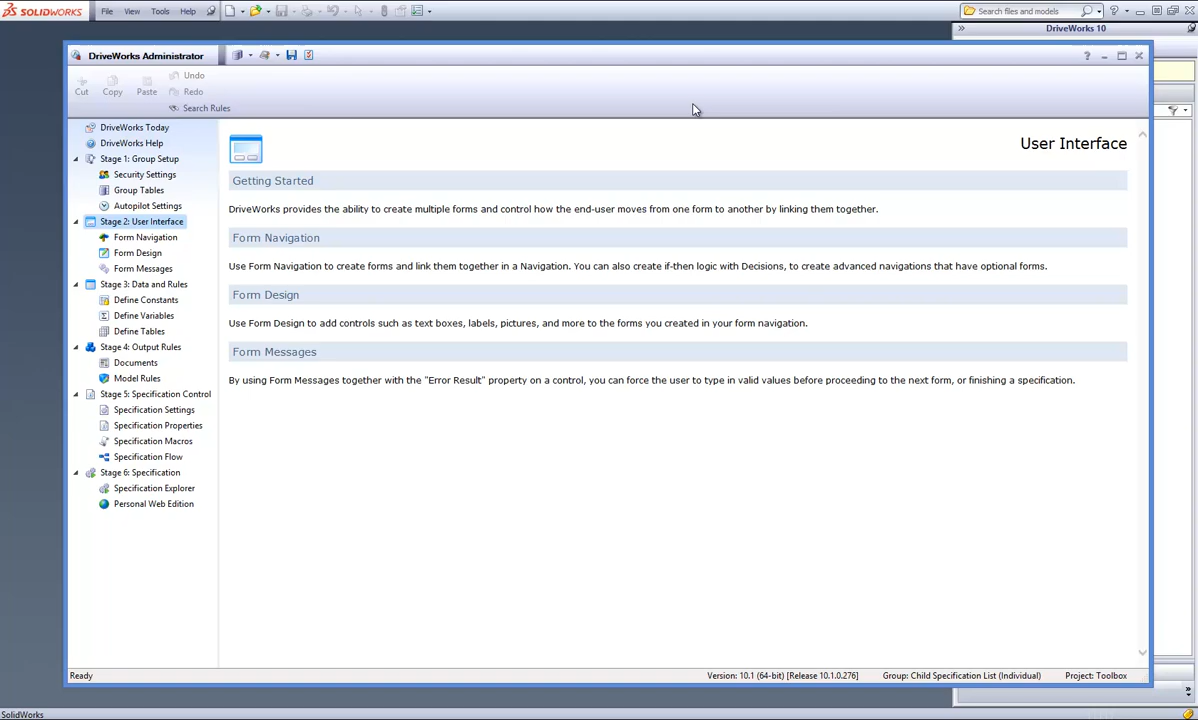 SOLIDWORKS File View Tools Help Search files and models
DriveWorks 10
DriveWorks Administrator
Cut Copy Paste Undo
Redo
Search Rules
DriveWorks Today
DriveWorks Help
Stage 1: Group Setup
Security Settings
Group Tables
Autopilot Settings
Stage 2: User Interface
Form Navigation
Form Design
Form Messages
Stage 3: Data and Rules
Define Constants
Define Variables
Define Tables
Stage 4: Output Rules
Documents
Model Rules
Stage 5: Specification Control
Specification Settings
Specification Properties
Specification Macros
Specification Flow
Stage 6: Specification
Specification Explorer
Personal Web Edition
User Interface
Getting Started
DriveWorks provides the ability to create multiple forms and control how the end-user moves from one form to another by linking them together.
Form Navigation
Use Form Navigation to create forms and link them together in a Navigation. You can also create if-then logic with Decisions, to create advanced navigations that have optional forms.
Form Design
Use Form Design to add controls such as text boxes, labels, pictures, and more to the forms you created in your form navigation.
Form Messages
By using Form Messages together with the "Error Result" property on a control, you can force the user to type in valid values before proceeding to the next form, or finishing a specification.
Ready Version: 10.1 (64-bit) [Release 10.1.0.276] Group: Child Specification List (Individual) Project: Toolbox
SolidWorks